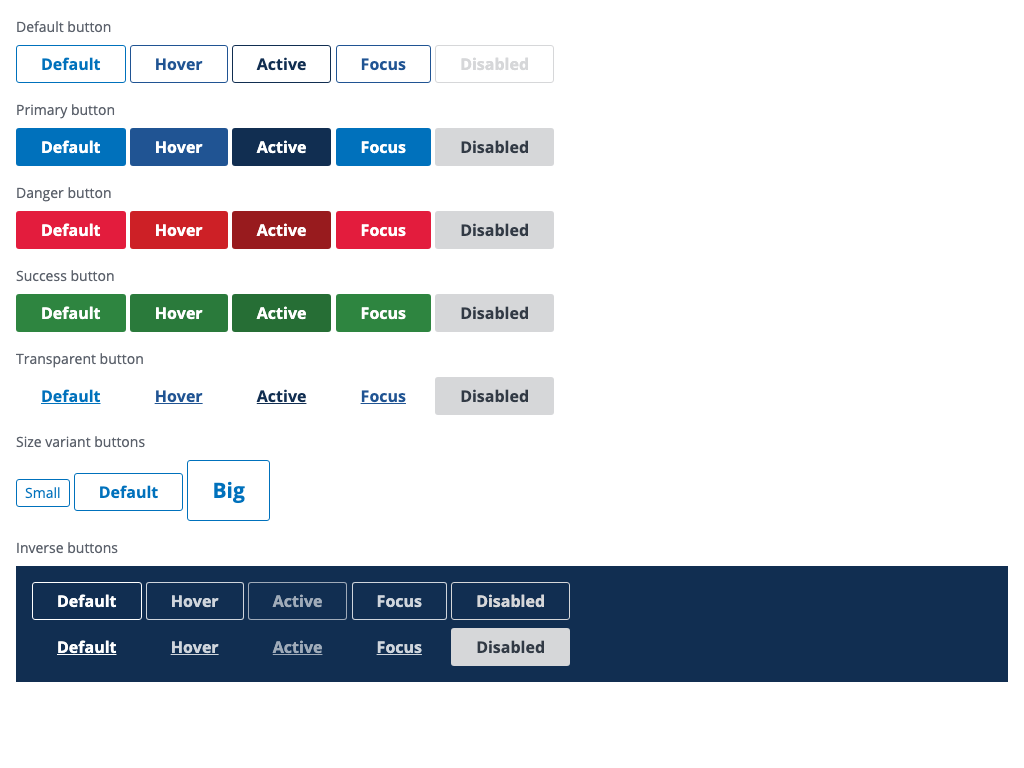 Default button
Default Hover Active Focus Disabled
Primary button
Default Hover Active Focus Disabled
Danger button
Default Hover Active Focus Disabled
Success button
Default Hover Active Focus Disabled
Transparent button
Default Hover Active Focus Disabled
Size variant buttons
Small Default Big
Inverse buttons
Default Hover Active Focus Disabled
Default Hover Active Focus Disabled